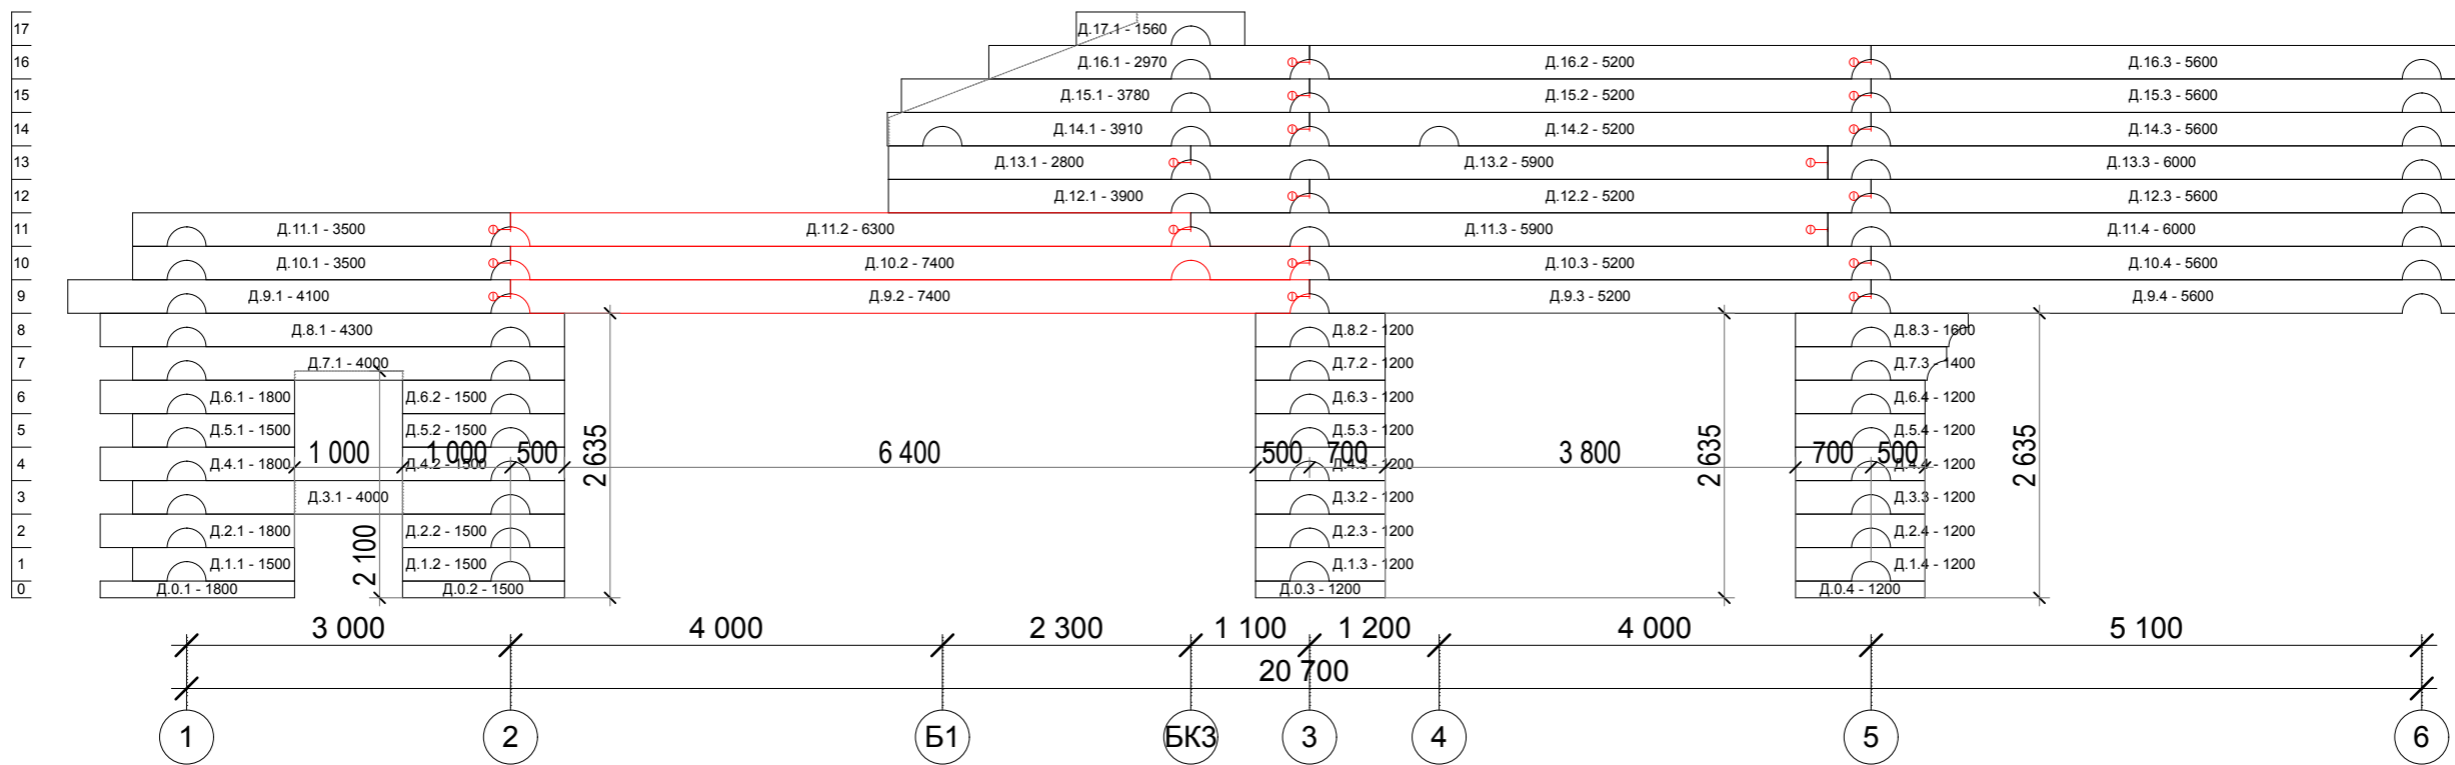 17 Д.17.1 - 1560
16 Д.16.1 - 2970 Д.16.2 - 5200 Д.16.3 - 5600
15 Д.15.1 - 3780 Д.15.2 - 5200 Д.15.3 - 5600
14 Д.14.1 - 3910 Д.14.2 - 5200 Д.14.3 - 5600
13 Д.13.1 - 2800 Д.13.2 - 5900 Д.13.3 - 6000
12 Д.12.1 - 3900 Д.12.2 - 5200 Д.12.3 - 5600
11 Д.11.1 - 3500 Д.11.2 - 6300 Д.11.3 - 5900 Д.11.4 - 6000
10 Д.10.1 - 3500 Д.10.2 - 7400 Д.10.3 - 5200 Д.10.4 - 5600
9 Д.9.1 - 4100 Д.9.2 - 7400 Д.9.3 - 5200 Д.9.4 - 5600
8 Д.8.1 - 4300 Д.8.2 - 1200 Д.8.3 - 1600
7 Д.7.1 - 4000 Д.7.2 - 1200 Д.7.3 - 1400
6 Д.6.1 - 1800 Д.6.2 - 1500 Д.6.3 - 1200 Д.6.4 - 1200
5 Д.5.1 - 1500 Д.5.2 - 1500 Д.5.3 - 1200 Д.5.4 - 1200
1 000 1 000 500 2 635 6 400 500 700 2 635 3 800 700 500 2 635
4 Д.4.1 - 1800 Д.4.2 - 1500 Д.4.3 - 1200 Д.4.4 - 1200
3 Д.3.1 - 4000 Д.3.2 - 1200 Д.3.3 - 1200
2 Д.2.1 - 1800 Д.2.2 - 1500 Д.2.3 - 1200 Д.2.4 - 1200
1 Д.1.1 - 1500 2 100 Д.1.2 - 1500 Д.1.3 - 1200 Д.1.4 - 1200
0 Д.0.1 - 1800 Д.0.2 - 1500 Д.0.3 - 1200 Д.0.4 - 1200
3 000 4 000 2 300 1 100 1 200 4 000 5 100
20 700
1 2 Б1 БК3 3 4 5 6